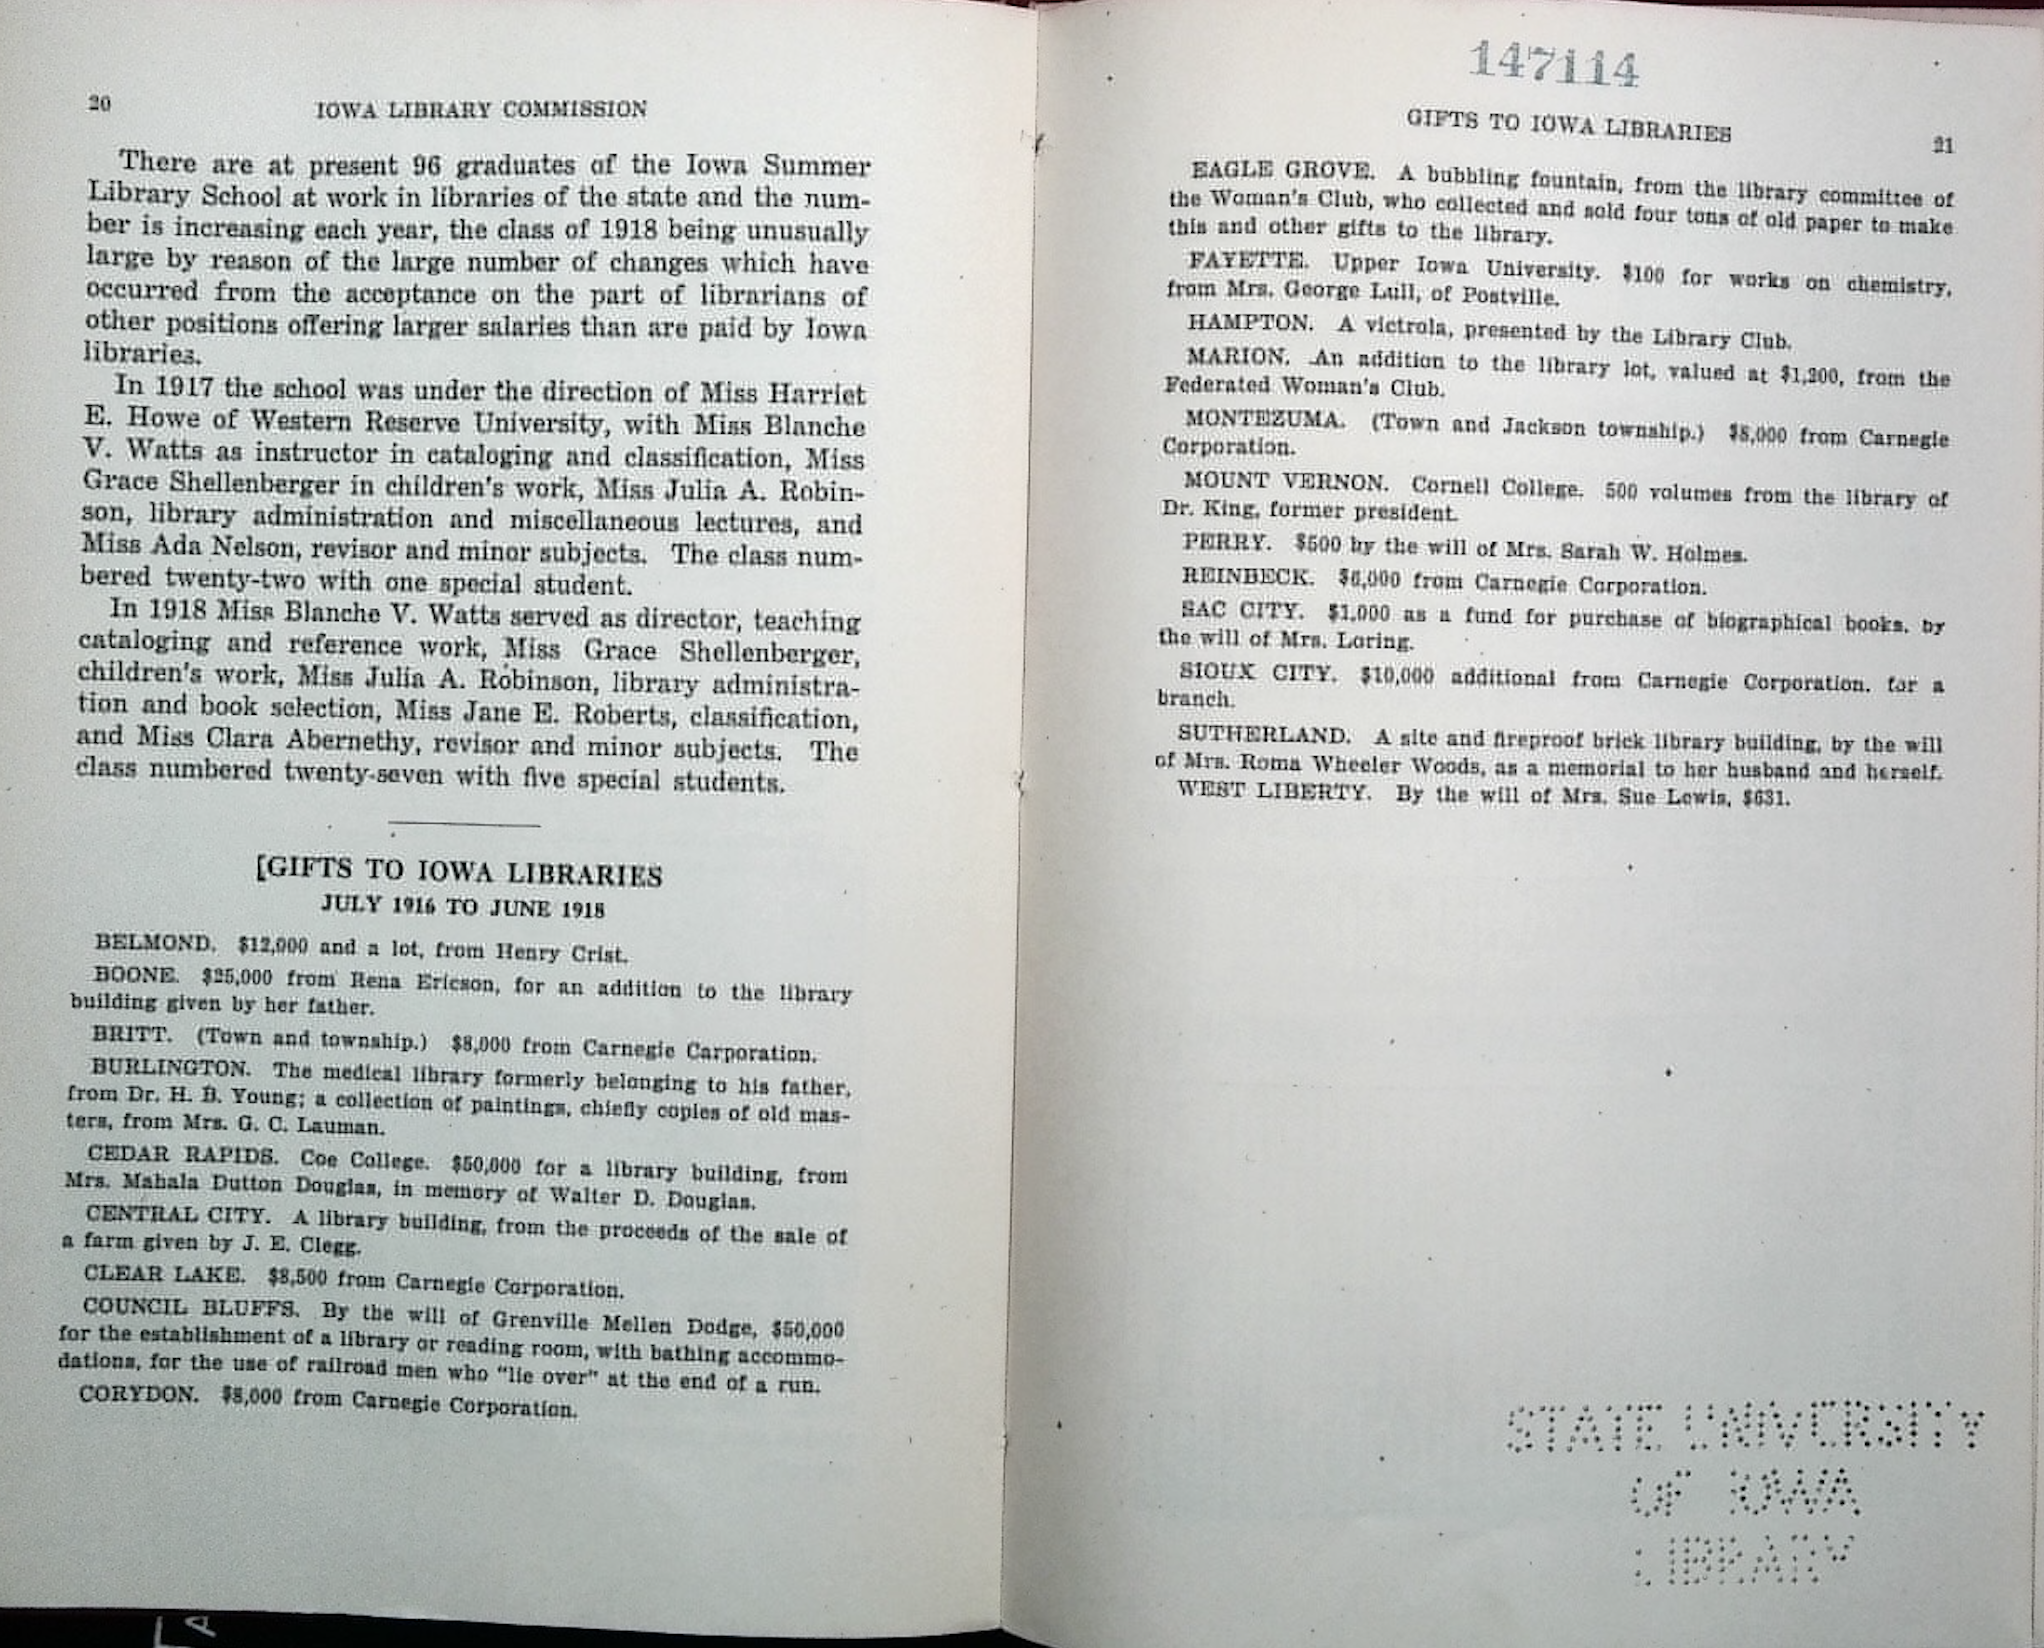 20
IOWA LIBRARY COMMISSION
There are at present 96 graduates of the Iowa Summer
Library School at work in libraries of the state and the num-
ber is increasing each year, the class of 1918 being unusually
large by reason of the large number of changes which have
occurred from the acceptance on the part of librarians of
other positions offering larger salaries than are paid by Iowa
libraries.
In 1917 the school was under the direction of Miss Harriet
E. Howe of Western Reserve University, with Miss Blanche
V. Watts as instructor in cataloging and classification, Miss
Grace Shellenberger in children's work, Miss Julia A. Robin-
son, library administration and miscellaneous lectures, and
Miss Ada Nelson, revisor and minor subjects. The class num-
bered twenty-two with one special student.
In 1918 Miss Blanche V. Watts served as director, teaching
cataloging and reference work, Miss Grace Shellenberger,
children's work, Miss Julia A. Robinson, library administra-
tion and book selection, Miss Jane E. Roberts, classification,
and Miss Clara Abernethy, revisor and minor subjects. The
class numbered twenty-seven with five special students.
[GIFTS TO IOWA LIBRARIES
JULY 1916 TO JUNE 1918
BELMOND. $12,000 and a lot, from Henry Crist.
BOONE. $25,000 from Rena Ericson, for an addition to the library
building given by her father.
BRITT. (Town and township.) $8,000 from Carnegie Corporation.
BURLINGTON. The medical library formerly belonging to his father,
from Dr. H. B. Young; a collection of paintings, chiefly copies of old mas-
ters, from Mrs. G. C. Lauman.
CEDAR RAPIDS. Coe College. $50,000 for a library building, from
Mrs. Mahala Dutton Douglas, in memory of Walter D. Douglas.
CENTRAL CITY. A library building, from the proceeds of the sale of
a farm given by J. E. Clegg.
CLEAR LAKE. $8,500 from Carnegie Corporation.
COUNCIL BLUFFS. By the will of Grenville Mellen Dodge, $50,000
for the establishment of a library or reading room, with bathing accommo-
dations, for the use of railroad men who "lie over" at the end of a run.
CORYDON. $8,000 from Carnegie Corporation.
147114
GIFTS TO IOWA LIBRARIES
21
EAGLE GROVE. A bubbling fountain, from the library committee of
the Woman's Club, who collected and sold four tons of old paper to make
this and other gifts to the library.
FAYETTE. Upper Iowa University. $100 for works on chemistry,
from Mrs. George Lull, of Postville.
HAMPTON. A victrola, presented by the Library Club.
MARION. An addition to the library lot, valued at $1,200, from the
Federated Woman's Club.
MONTEZUMA. (Town and Jackson township.) $8,000 from Carnegie
Corporation.
MOUNT VERNON. Cornell College. 500 volumes from the library of
Dr. King, former president.
PERRY. $500 by the will of Mrs. Sarah W. Holmes.
REINBECK. $6,000 from Carnegie Corporation.
SAC CITY. $1,000 as a fund for purchase of biographical books, by
the will of Mrs. Loring.
SIOUX CITY. $10,000 additional from Carnegie Corporation, for a
branch.
SUTHERLAND. A site and fireproof brick library building, by the will
of Mrs. Roma Wheeler Woods, as a memorial to her husband and herself.
WEST LIBERTY. By the will of Mrs. Sue Lewis, $631.
STATE UNIVERSITY
OF IOWA
LIBRARY